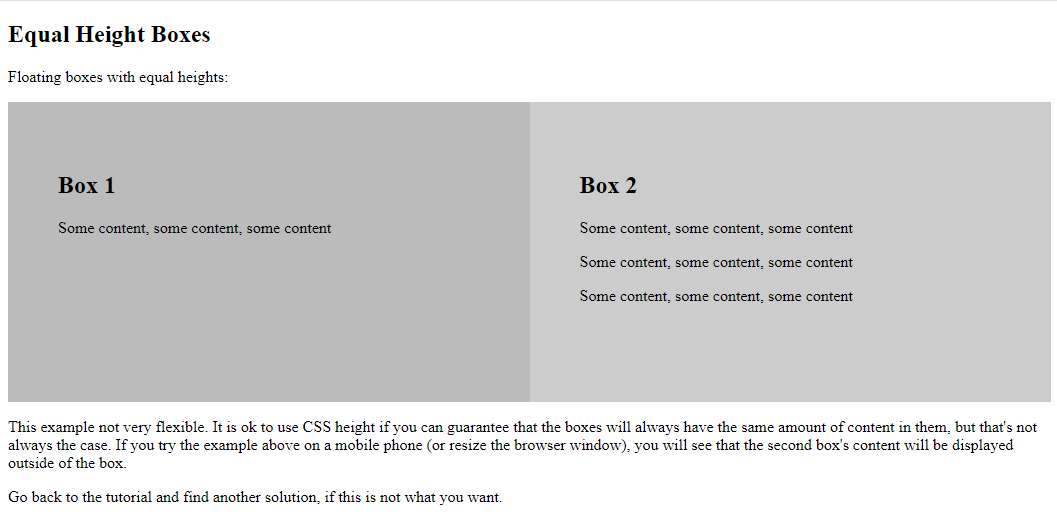 Equal Height Boxes
Floating boxes with equal heights:
Box 1
Some content, some content, some content
Box 2
Some content, some content, some content
Some content, some content, some content
Some content, some content, some content
This example not very flexible. It is ok to use CSS height if you can guarantee that the boxes will always have the same amount of content in them, but that's not
always the case. If you try the example above on a mobile phone (or resize the browser window), you will see that the second box's content will be displayed
outside of the box.
Go back to the tutorial and find another solution, if this is not what you want.